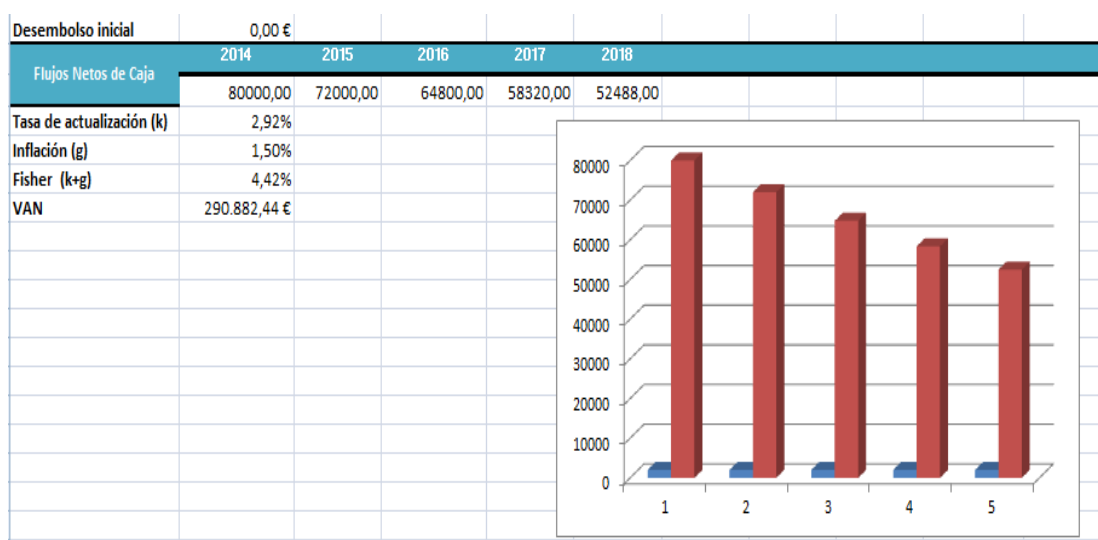 Desembolso inicial 0,00 €
Flujos Netos de Caja 2014 2015 2016 2017 2018
80000,00 72000,00 64800,00 58320,00 52488,00
Tasa de actualización (k) 2,92%
Inflación (g) 1,50%
Fisher (k+g) 4,42%
VAN 290.882,44 €
80000
70000
60000
50000
40000
30000
20000
10000
0
1 2 3 4 5